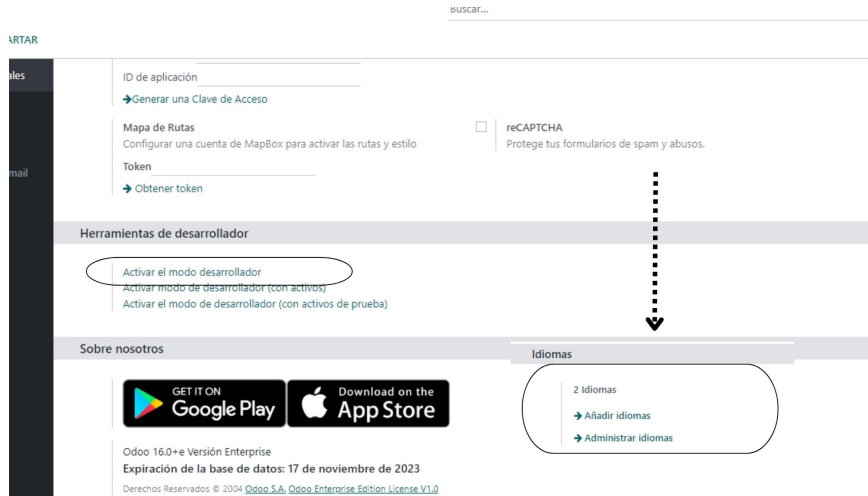 Buscar...
ARTAR
ales
ID de aplicación
Generar una Clave de Acceso
Mapa de Rutas
Configurar una cuenta de MapBox para activar las rutas y estilo
Token
Obtener token
reCAPTCHA
Protege tus formularios de spam y abusos.
mail
Herramientas de desarrollador
Activar el modo desarrollador
Activar modo de desarrollador (con activos)
Activar el modo de desarrollador (con activos de prueba)
Sobre nosotros
GET IT ON
Google Play
Download on the
App Store
Idiomas
2 Idiomas
Añadir idiomas
Administrar idiomas
Odoo 16.0+e Versión Enterprise
Expiración de la base de datos: 17 de noviembre de 2023
Derechos Reservados © 2004 Odoo S.A. Odoo Enterprise Edition License V1.0